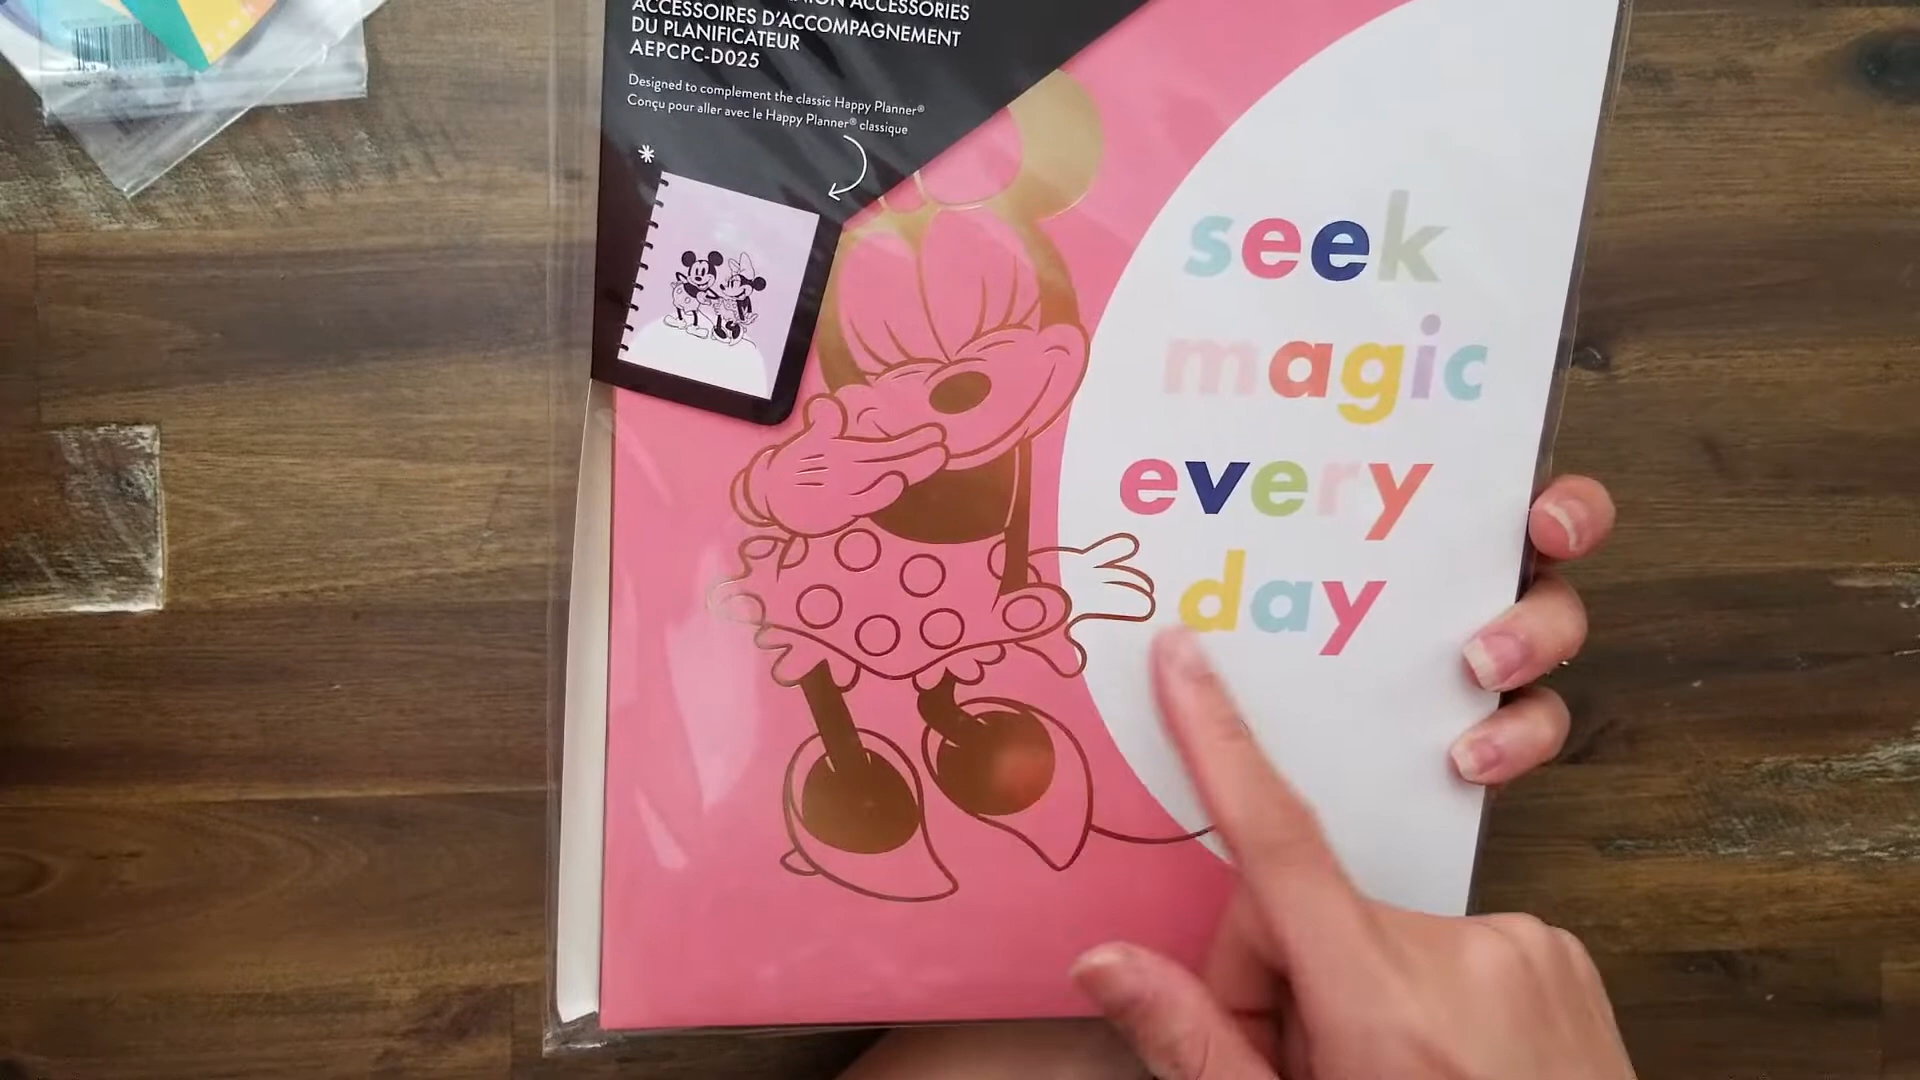 ACCESSORIES
ACCESSOIRES D'ACCOMPAGNEMENT
DU PLANIFICATEUR
AEPCPC-D025
Designed to complement the classic Happy Planner®
Conçu pour aller avec le Happy Planner® classique
*
seek
magic
every
day